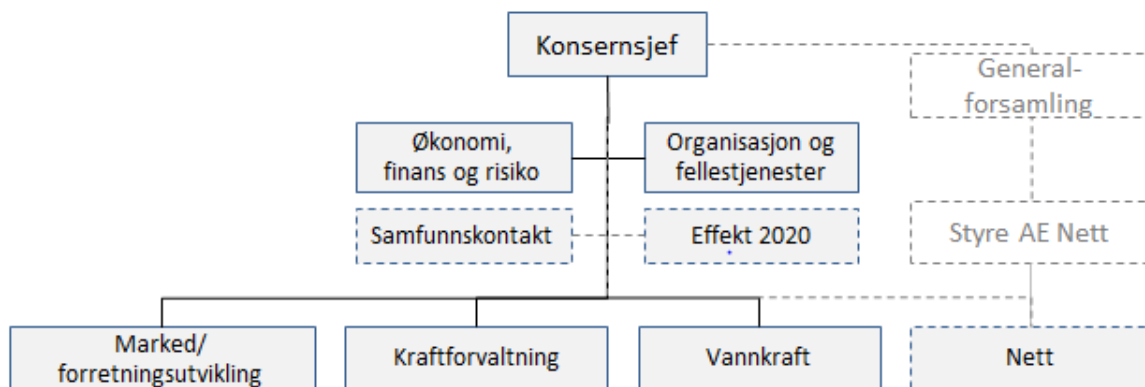 Konsernsjef
General-
forsamling
Økonomi,
finans og risiko
Organisasjon og
fellestjenester
Samfunnskontakt
Effekt 2020
Styre AE Nett
Marked/
forretningsutvikling
Kraftforvaltning
Vannkraft
Nett